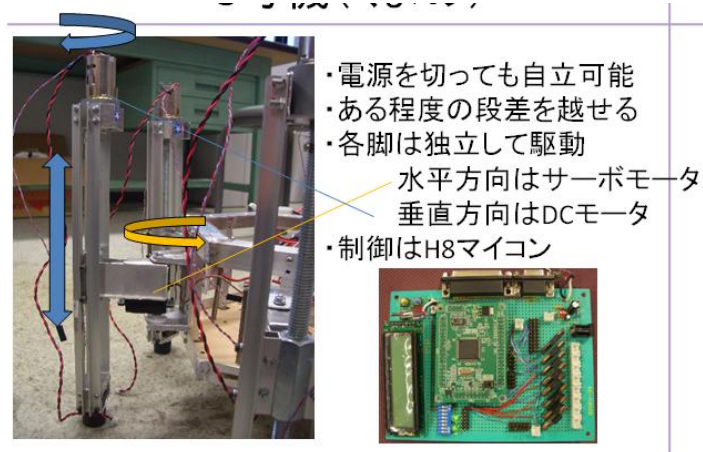 ・電源を切っても自立可能
・ある程度の段差を越せる
・各脚は独立して駆動
水平方向はサーボモータ
垂直方向はDCモータ
・制御はH8マイコン